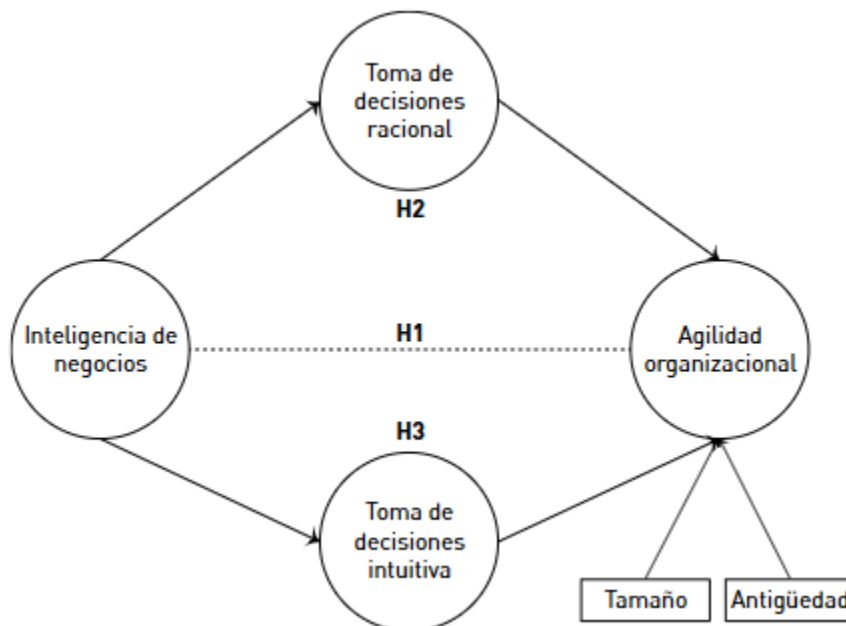 Toma de
decisiones
racional
H2
Inteligencia de
negocios
H1
Agilidad
organizacional
H3
Toma de
decisiones
intuitiva
Tamaño
Antigüedad